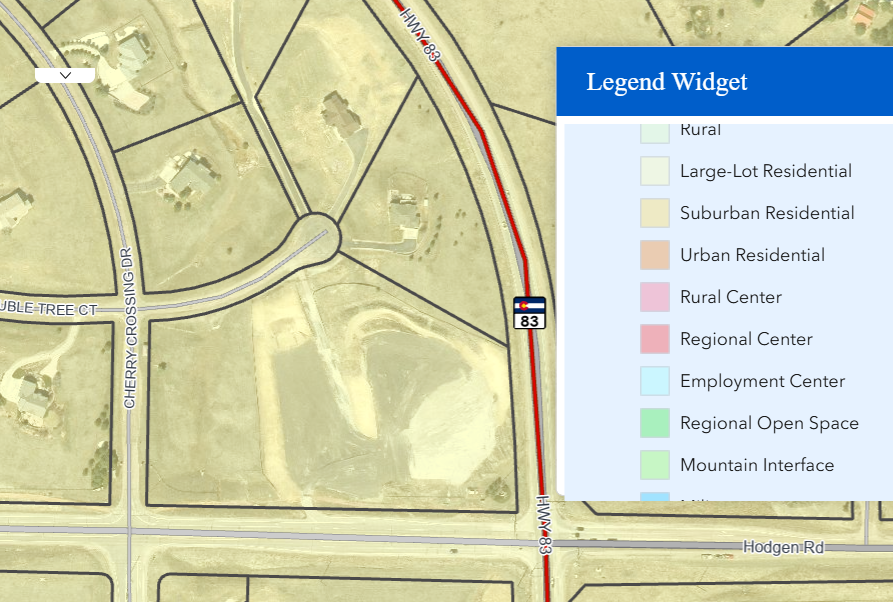 HWY 83
Legend Widget
Rural
Large-Lot Residential
Suburban Residential
Urban Residential
Rural Center
Regional Center
Employment Center
Regional Open Space
Mountain Interface
UBLE TREE CT
CHERRY CROSSING DR
83
HWY 83
Hodgen Rd